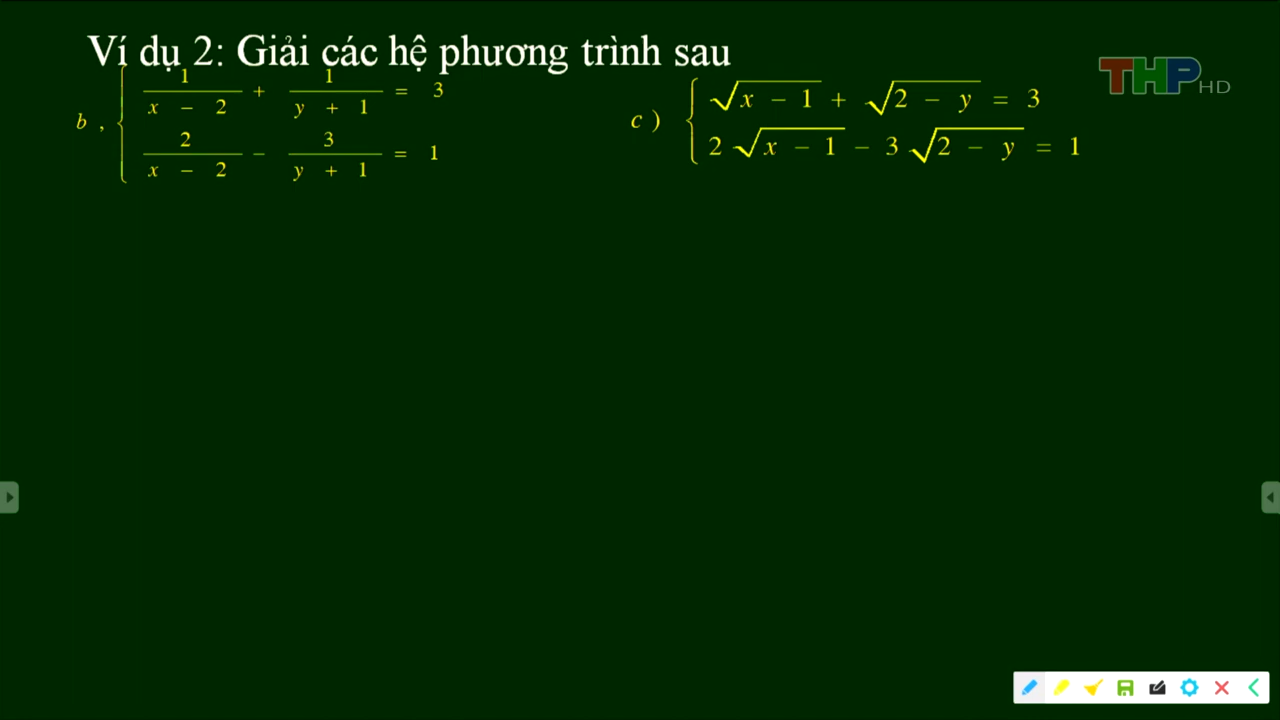 Ví dụ 2: Giải các hệ phương trình sau
THP HD
b, { 1/(x − 2) + 1/(y + 1) = 3
2/(x − 2) − 3/(y + 1) = 1
c) { √(x − 1) + √(2 − y) = 3
2√(x − 1) − 3√(2 − y) = 1